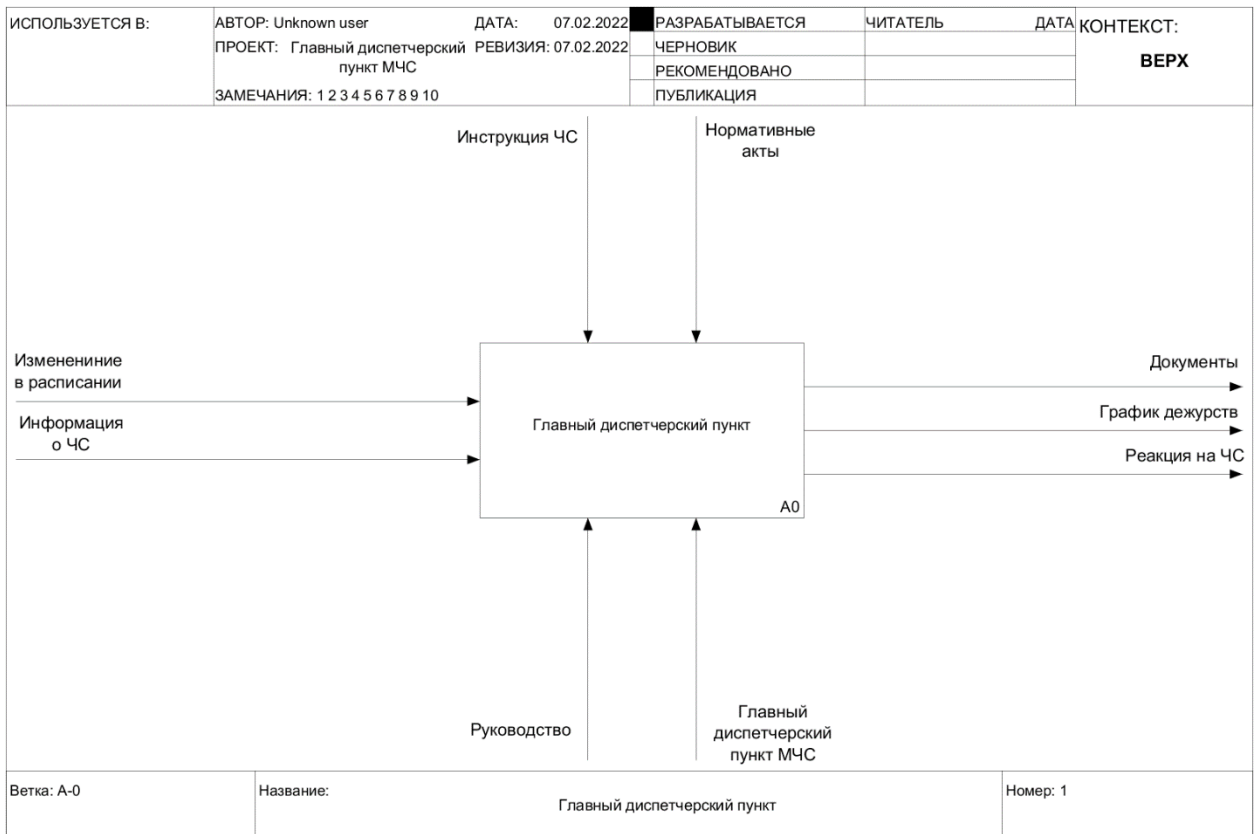 ИСПОЛЬЗУЕТСЯ В:
АВТОР: Unknown user
ДАТА: 07.02.2022
РАЗРАБАТЫВАЕТСЯ
ЧИТАТЕЛЬ
ДАТА
КОНТЕКСТ:
ПРОЕКТ: Главный диспетчерский
пункт МЧС
РЕВИЗИЯ: 07.02.2022
ЧЕРНОВИК
ВЕРХ
РЕКОМЕНДОВАНО
ЗАМЕЧАНИЯ: 1 2 3 4 5 6 7 8 9 10
ПУБЛИКАЦИЯ
Инструкция ЧС
Нормативные
акты
Изменениние
в расписании
Информация
о ЧС
Главный диспетчерский пункт
A0
Документы
График дежурств
Реакция на ЧС
Руководство
Главный
диспетчерский
пункт МЧС
Ветка: A-0
Название:
Главный диспетчерский пункт
Номер: 1